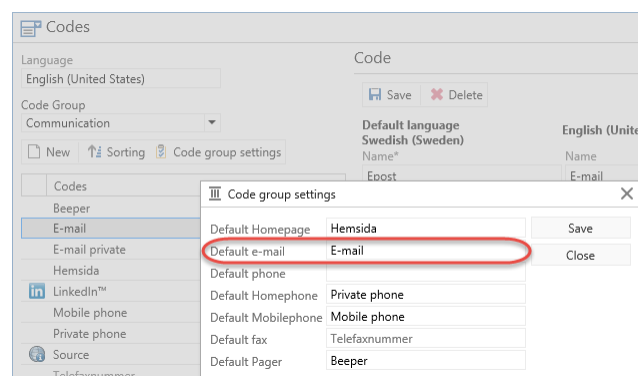 Codes
Language
English (United States)
Code Group
Communication
New Sorting Code group settings
Codes
Beeper
E-mail
E-mail private
Hemsida
in LinkedIn™
Mobile phone
Private phone
Source
Telefaxnummer
Code
Save Delete
Default language
Swedish (Sweden)
English (Unite
Name*
Name
Epost
E-mail
Code group settings
Default Homepage Hemsida
Default e-mail E-mail
Default phone
Default Homephone Private phone
Default Mobilephone Mobile phone
Default fax Telefaxnummer
Default Pager Beeper
Save
Close